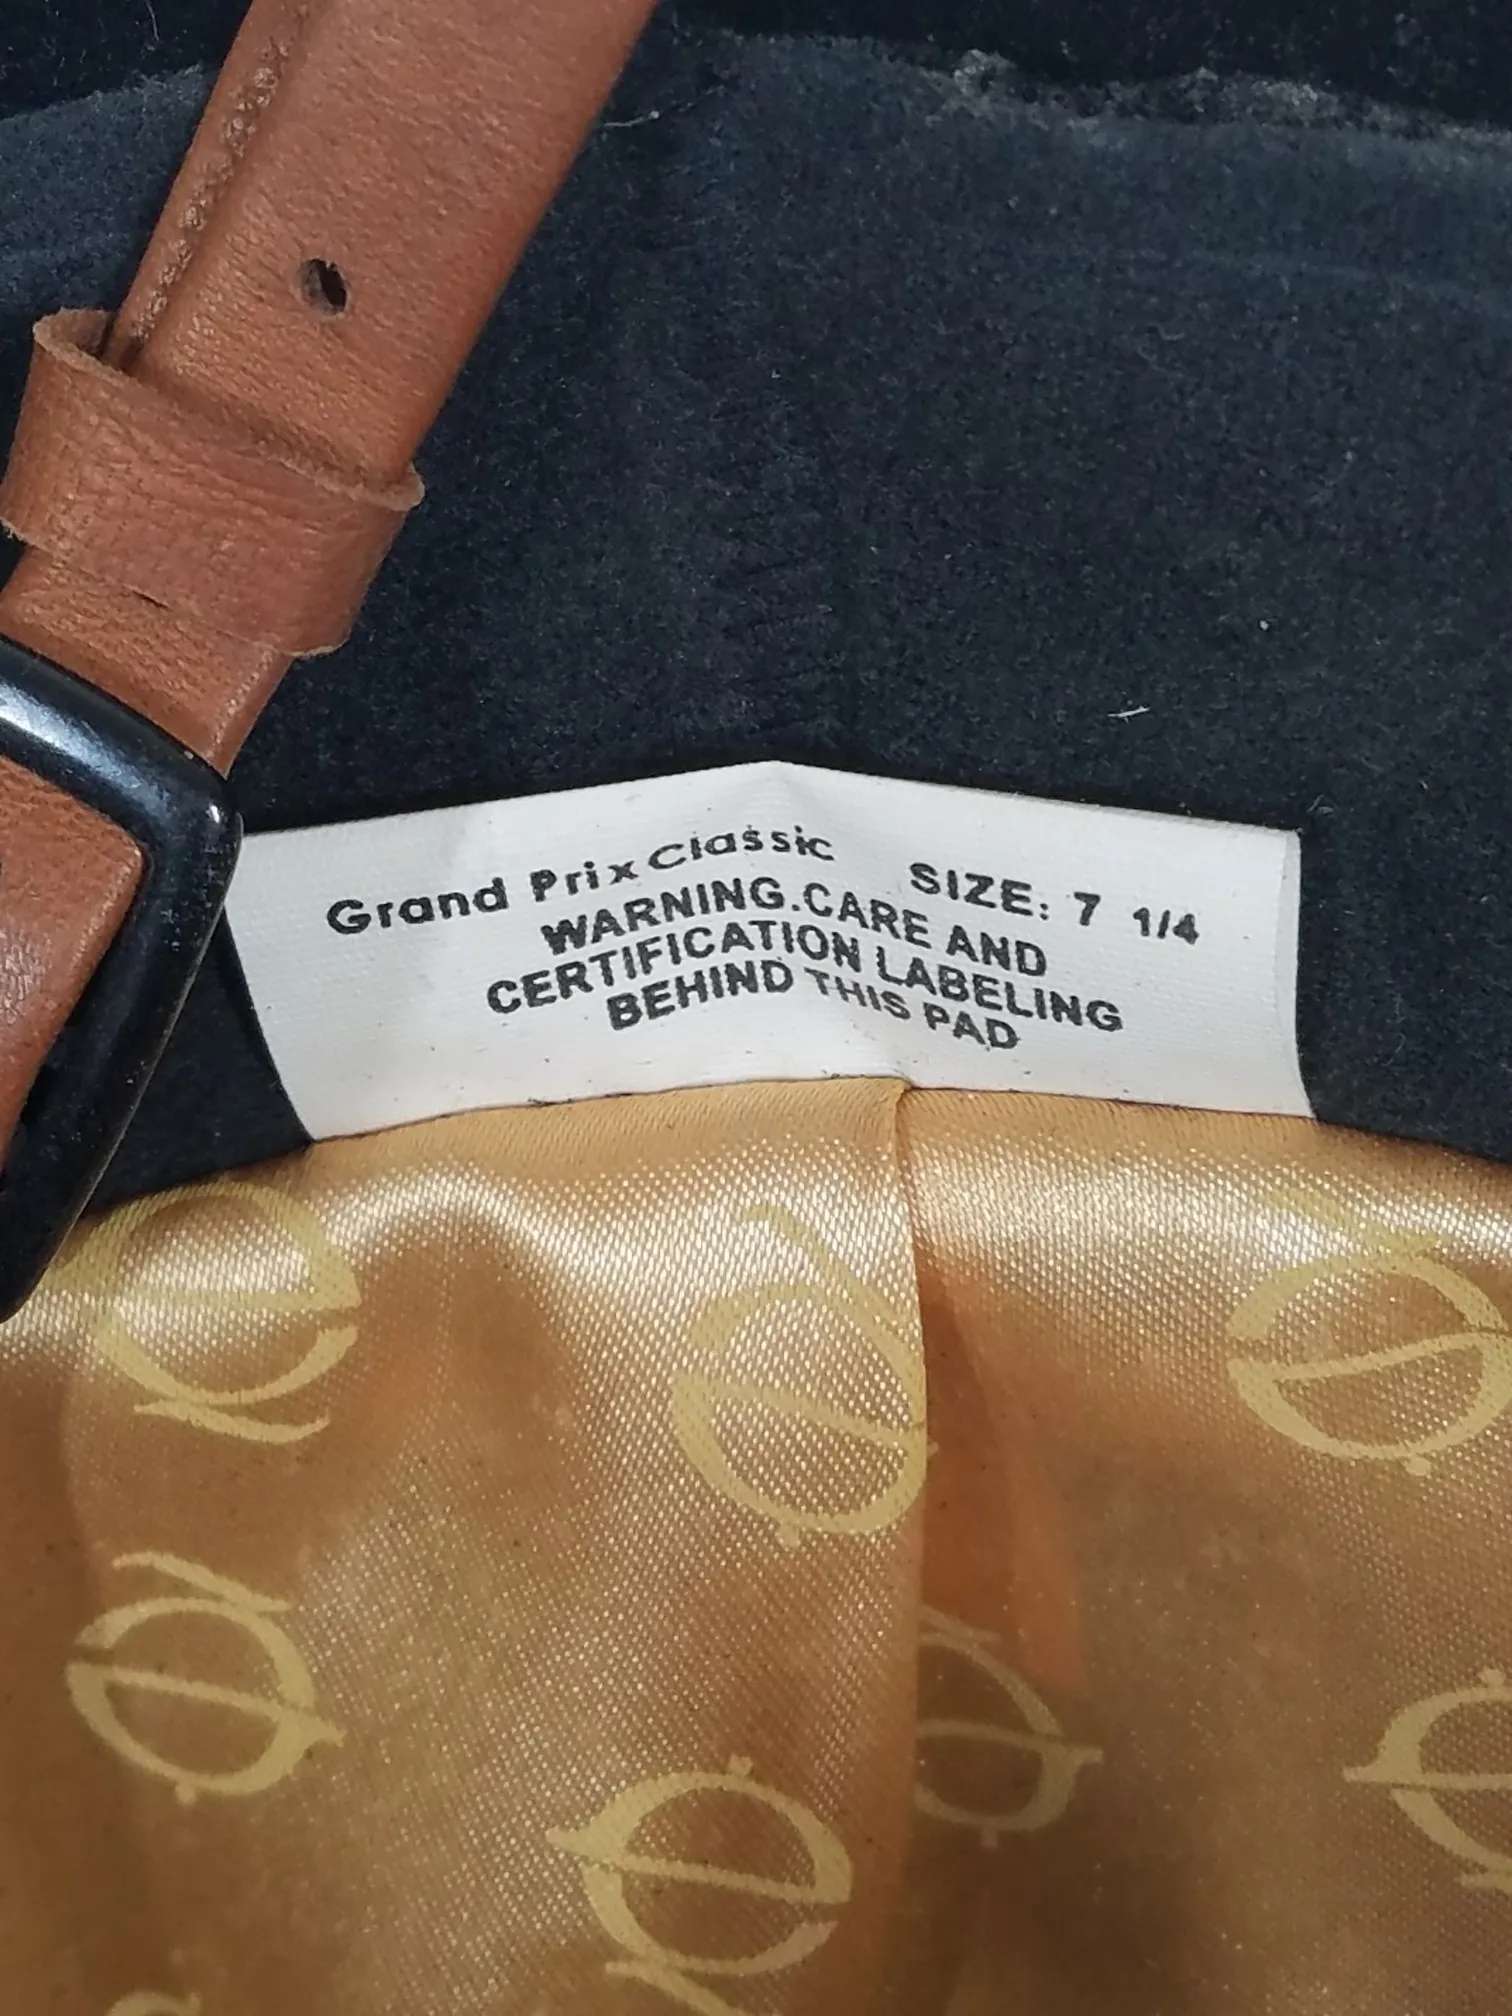 Grand Prix Classic SIZE: 7 1/4
WARNING.CARE AND
CERTIFICATION LABELING
BEHIND THIS PAD